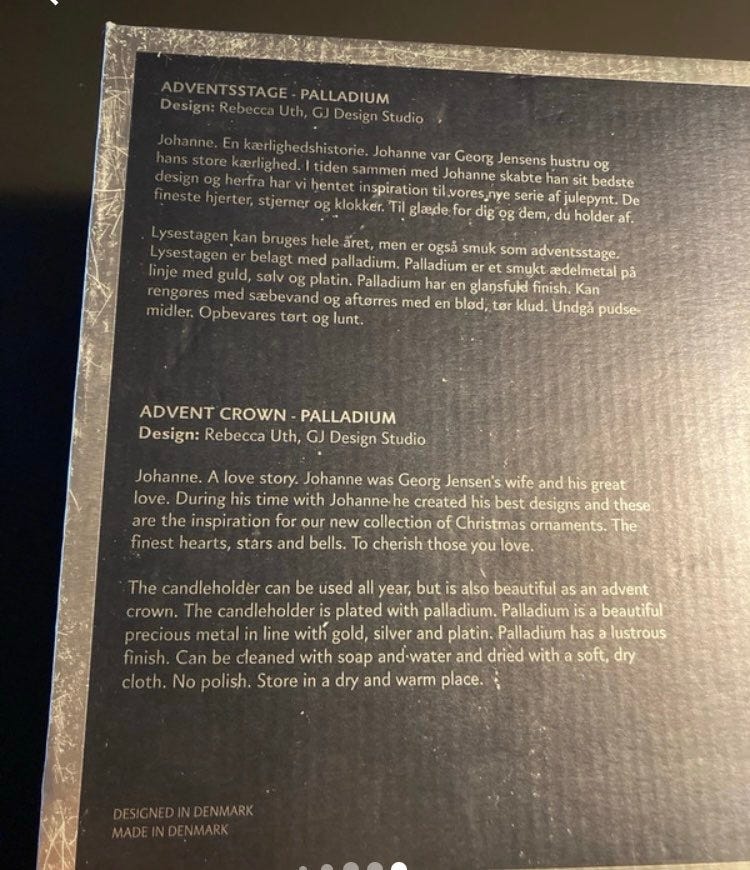 ADVENTSSTAGE - PALLADIUM
Design: Rebecca Uth, GJ Design Studio
Johanne. En kærlighedshistorie. Johanne var Georg Jensens hustru og
hans store kærlighed. I tiden sammen med Johanne skabte han sit bedste
design og herfra har vi hentet inspiration til vores nye serie af julepynt. De
fineste hjerter, stjerner og klokker. Til glæde for dig og dem, du holder af.
Lysestagen kan bruges hele året, men er også smuk som adventsstage.
Lysestagen er belagt med palladium. Palladium er et smukt ædelmetal på
linje med guld, sølv og platin. Palladium har en glansfuld finish. Kan
rengøres med sæbevand og aftørres med en blød, tør klud. Undgå pudse-
midler. Opbevares tørt og lunt.
ADVENT CROWN - PALLADIUM
Design: Rebecca Uth, GJ Design Studio
Johanne. A love story. Johanne was Georg Jensen's wife and his great
love. During his time with Johanne he created his best designs and these
are the inspiration for our new collection of Christmas ornaments. The
finest hearts, stars and bells. To cherish those you love.
The candleholder can be used all year, but is also beautiful as an advent
crown. The candleholder is plated with palladium. Palladium is a beautiful
precious metal in line with gold, silver and platin. Palladium has a lustrous
finish. Can be cleaned with soap and water and dried with a soft, dry
cloth. No polish. Store in a dry and warm place.
DESIGNED IN DENMARK
MADE IN DENMARK